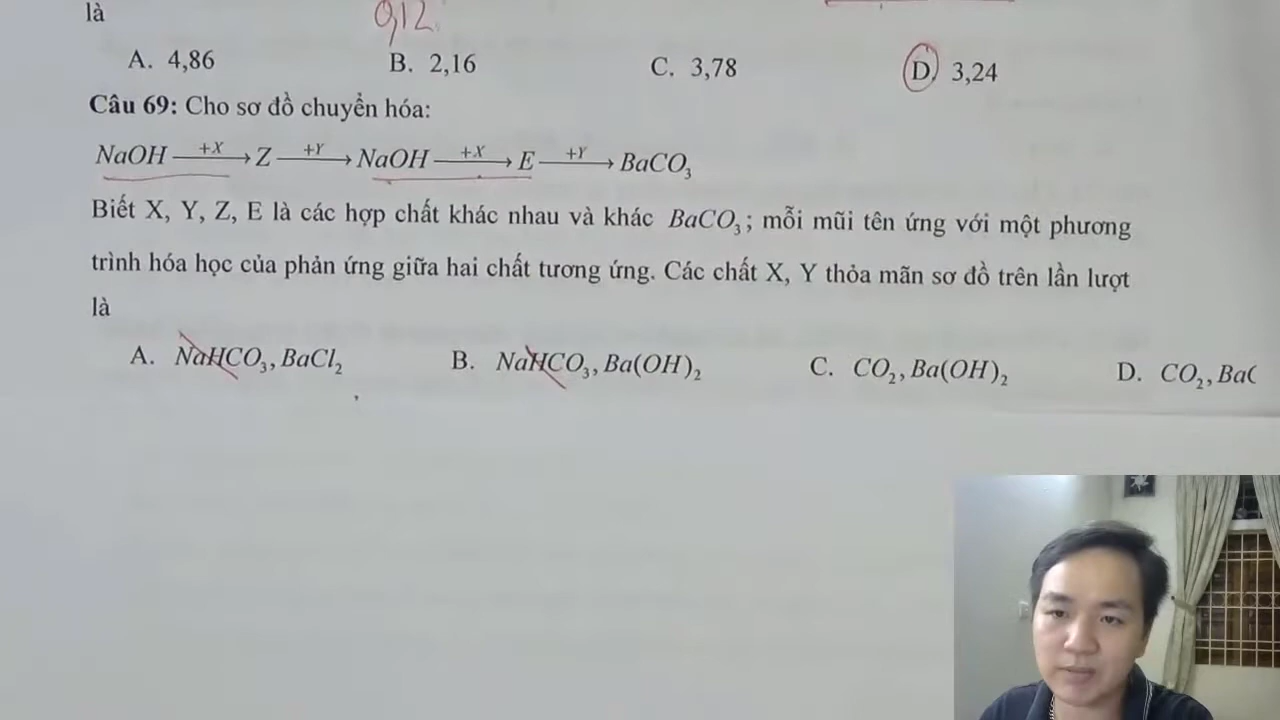 là
0,12
A. 4,86 B. 2,16 C. 3,78 D. 3,24
Câu 69: Cho sơ đồ chuyển hóa:
NaOH —+X→ Z —+Y→ NaOH —+X→ E —+Y→ BaCO₃
Biết X, Y, Z, E là các hợp chất khác nhau và khác BaCO₃; mỗi mũi tên ứng với một phương
trình hóa học của phản ứng giữa hai chất tương ứng. Các chất X, Y thỏa mãn sơ đồ trên lần lượt
là
A. NaHCO₃, BaCl₂ B. NaHCO₃, Ba(OH)₂ C. CO₂, Ba(OH)₂ D. CO₂, Ba(